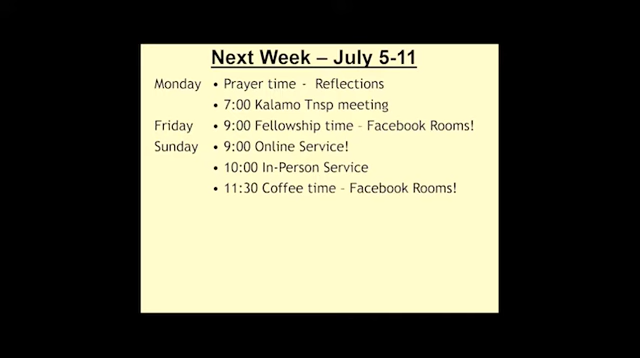 Next Week – July 5-11
Monday • Prayer time - Reflections
• 7:00 Kalamo Tnsp meeting
Friday • 9:00 Fellowship time – Facebook Rooms!
Sunday • 9:00 Online Service!
• 10:00 In-Person Service
• 11:30 Coffee time – Facebook Rooms!